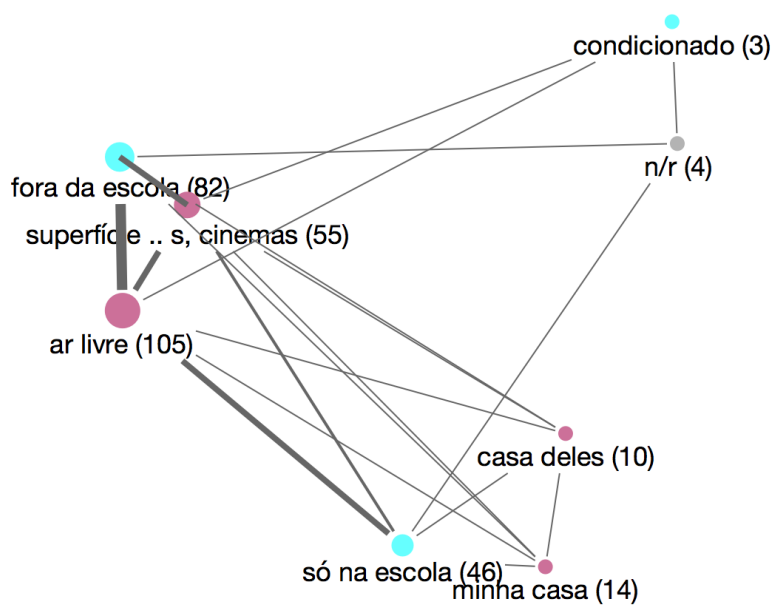 condicionado (3)
n/r (4)
fora da escola (82)
superfície .. s, cinemas (55)
ar livre (105)
casa deles (10)
só na escola (46)
minha casa (14)